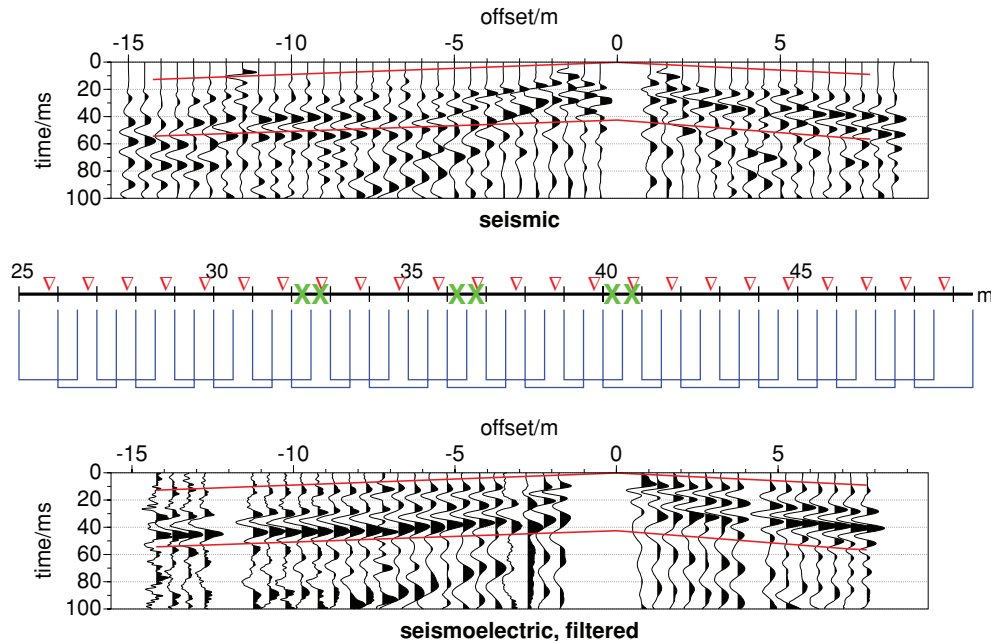 offset/m
-15 -10 -5 0 5
0
20
40
60
80
100
time/ms
seismic
25 30 35 40 45
X X X X X X
m
offset/m
-15 -10 -5 0 5
0
20
40
60
80
100
time/ms
seismoelectric, filtered